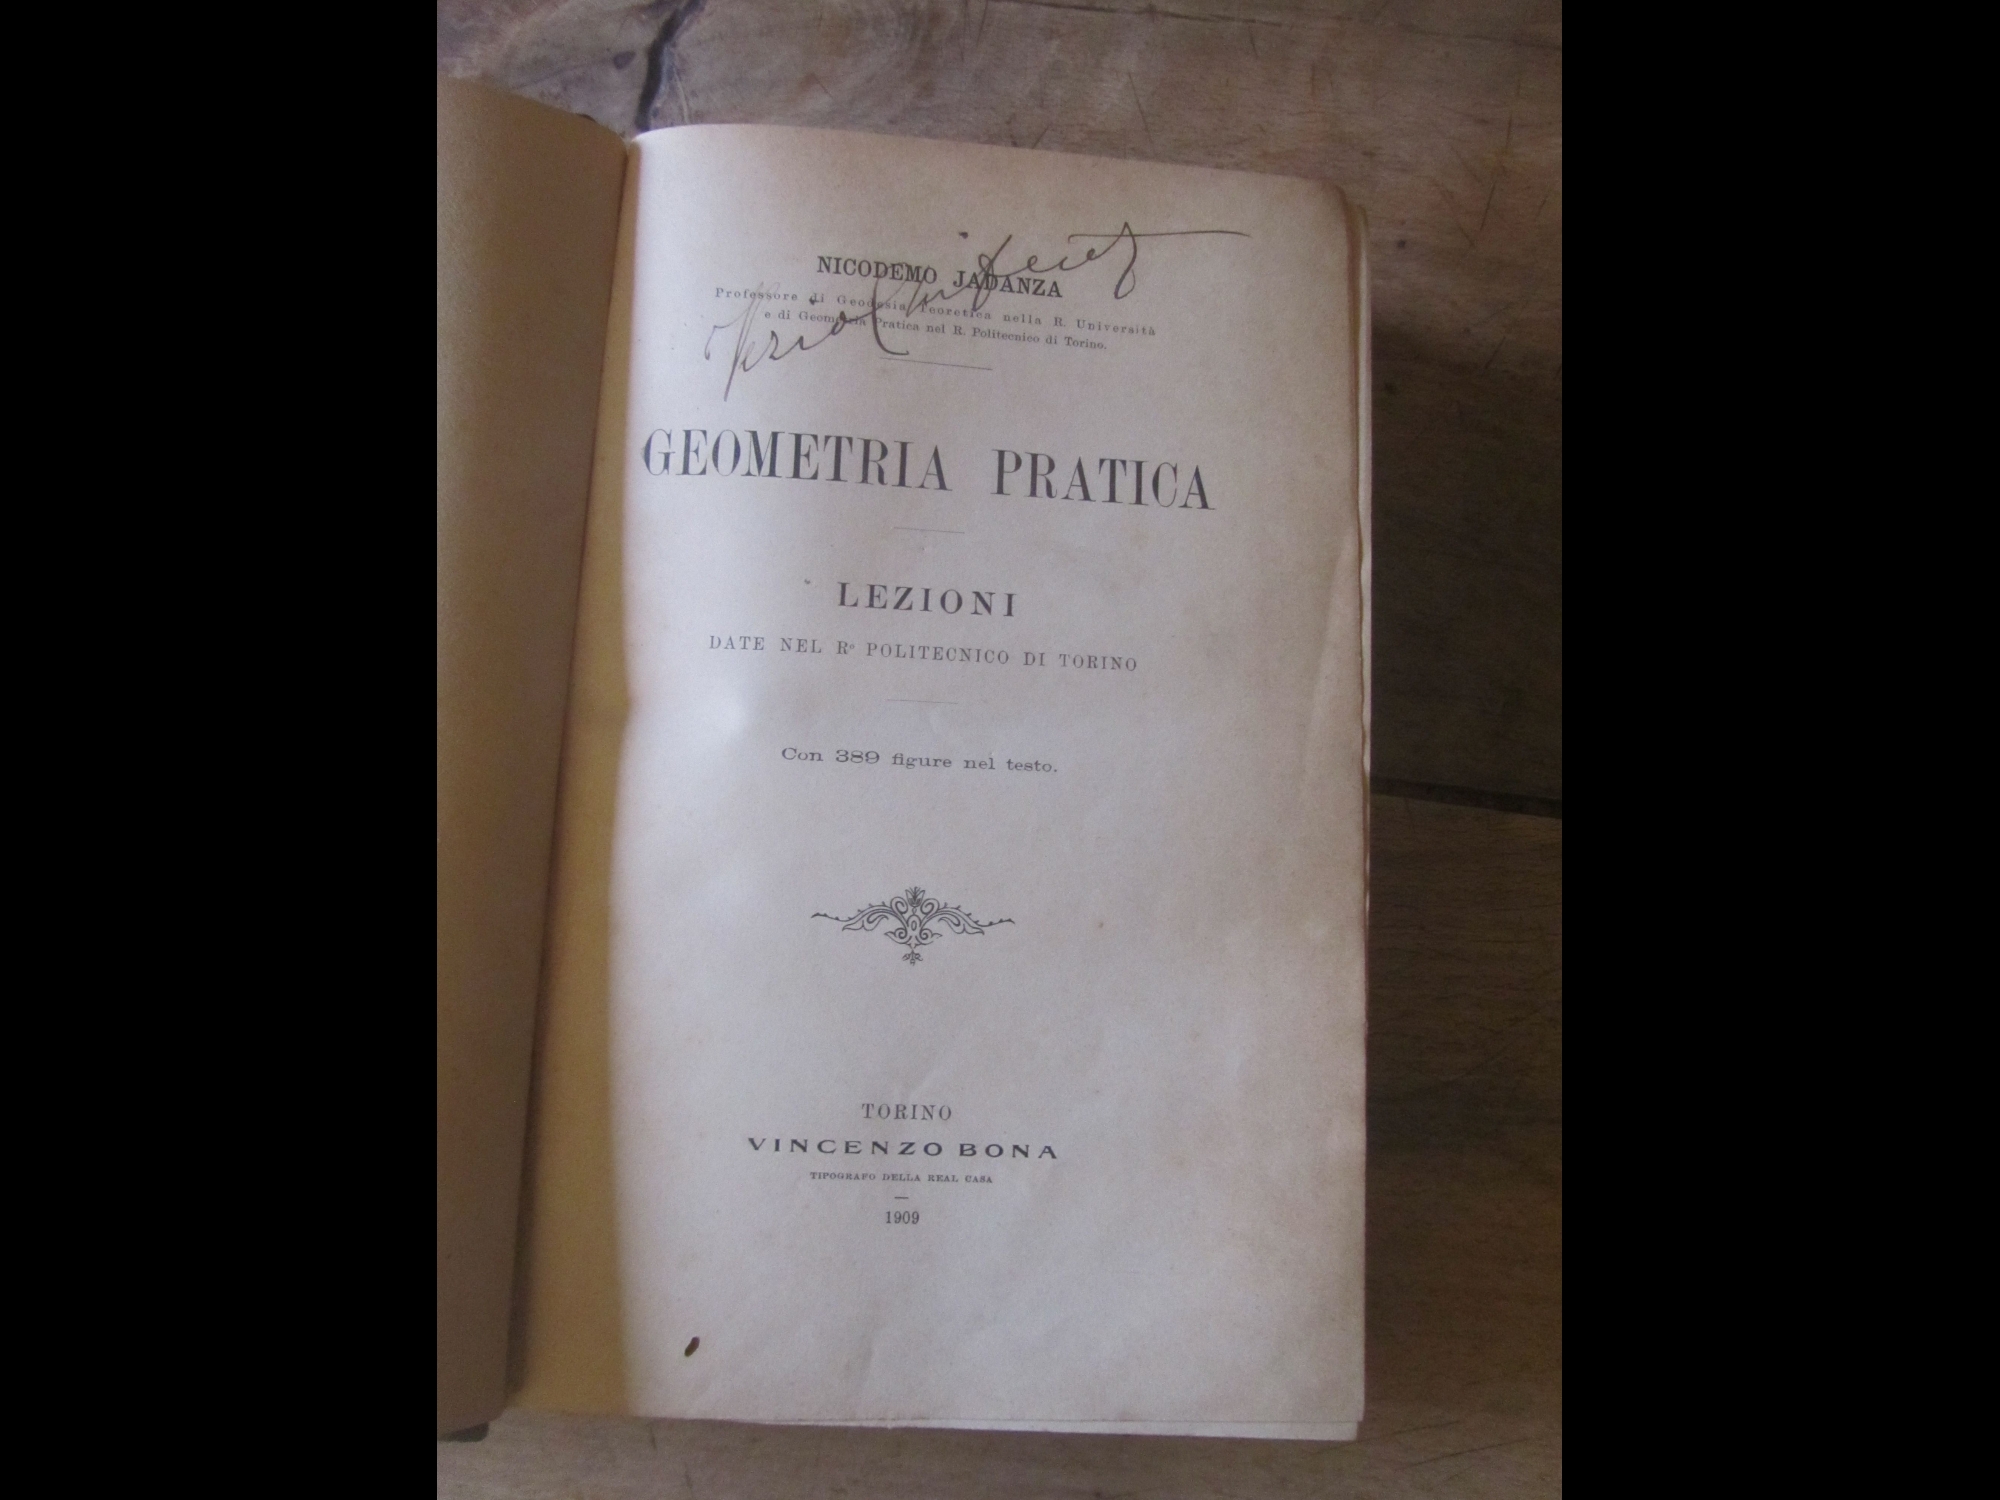 NICODEMO JADANZA
Professore di Geodesia Teoretica nella R. Università
e di Geometria Pratica nel R. Politecnico di Torino.
GEOMETRIA PRATICA
LEZIONI
DATE NEL Rº POLITECNICO DI TORINO
Con 389 figure nel testo.
TORINO
VINCENZO BONA
TIPOGRAFO DELLA REAL CASA
1909